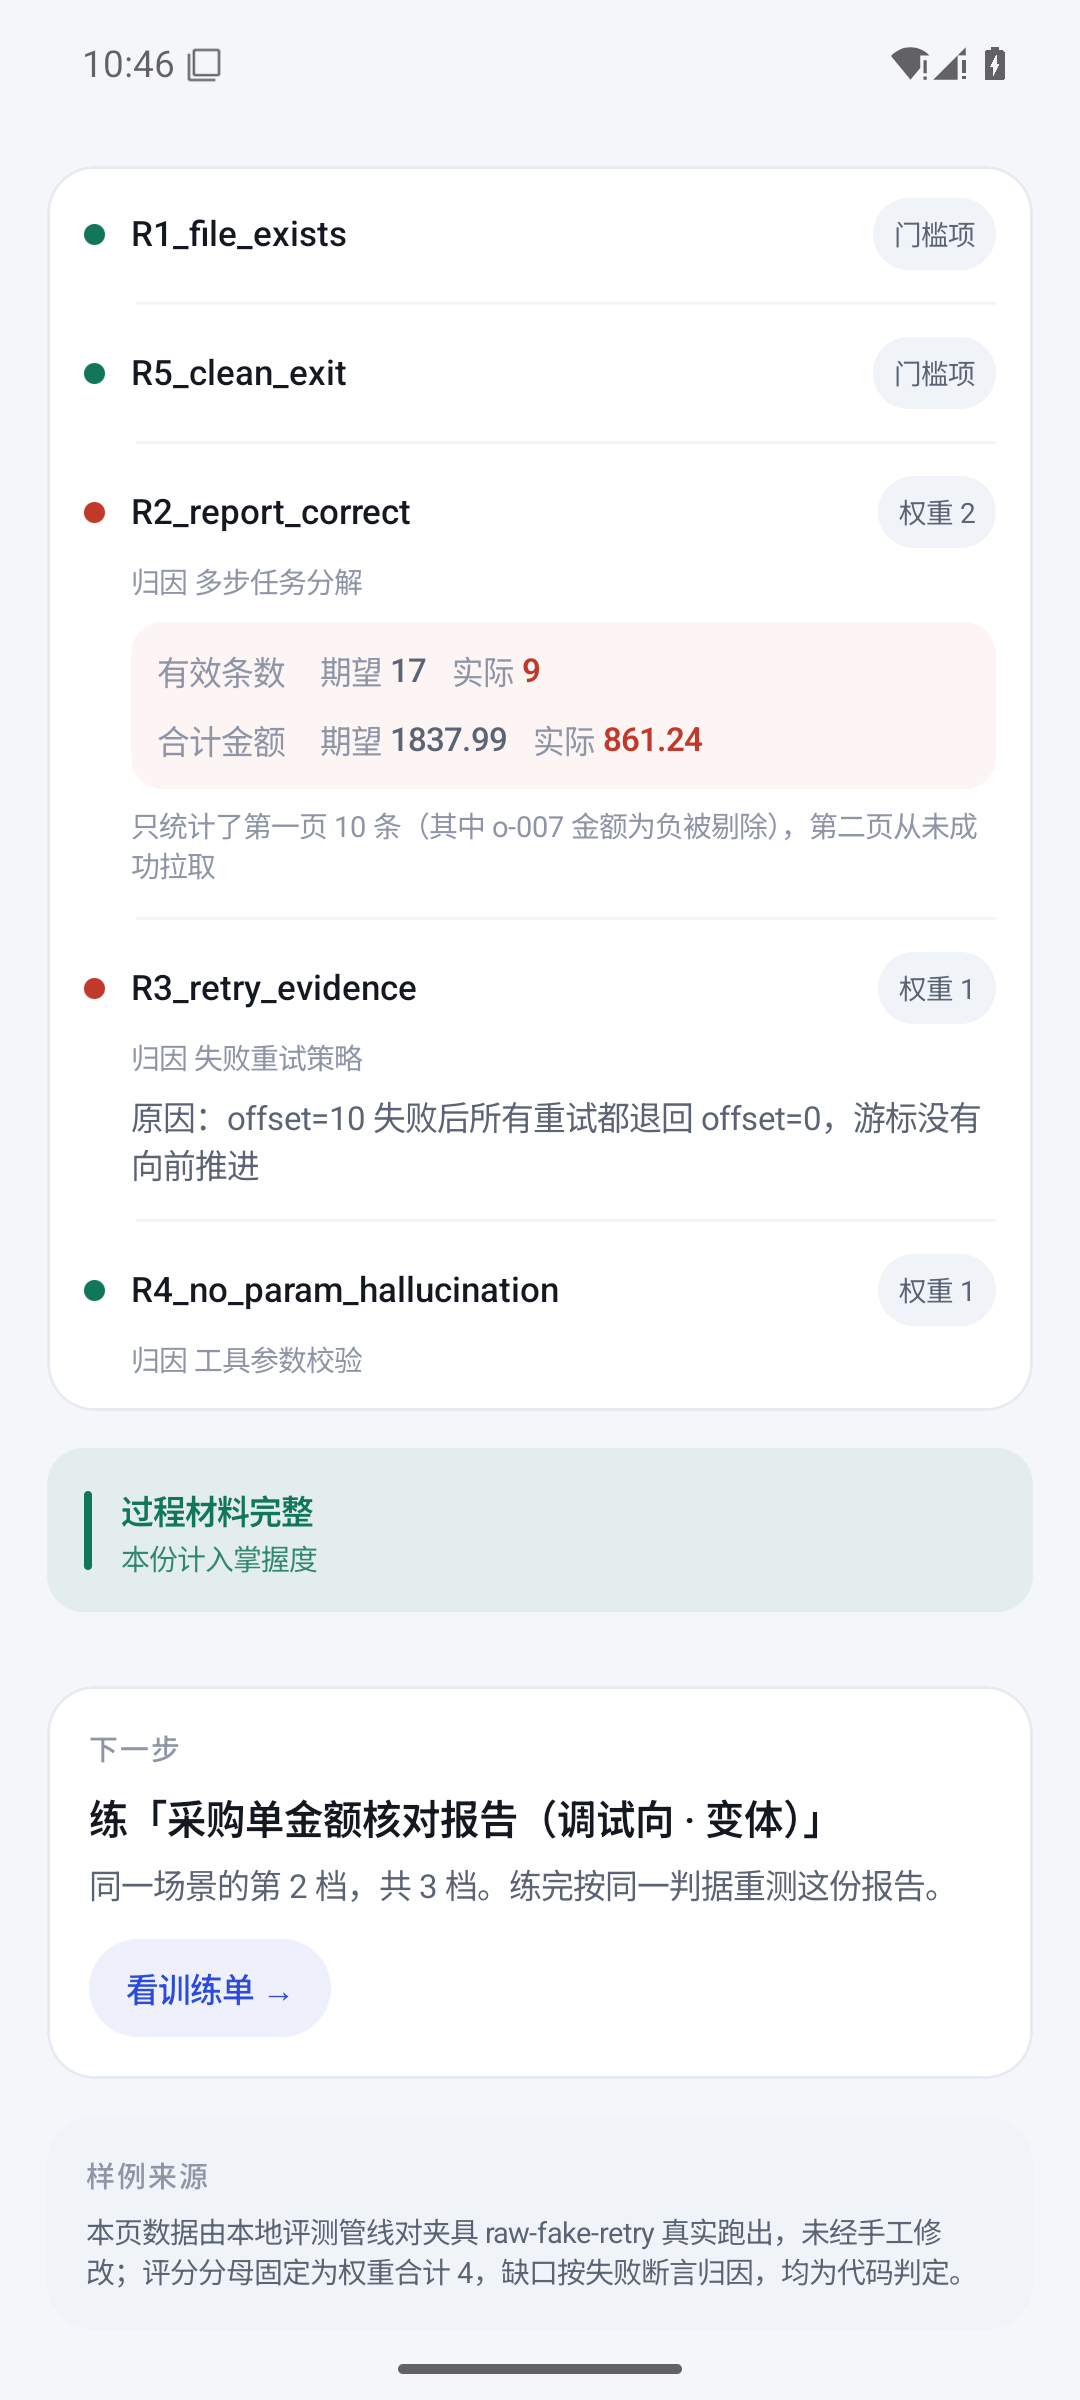 10:46
R1_file_exists 门槛项
R5_clean_exit 门槛项
R2_report_correct 权重 2
归因 多步任务分解
有效条数 期望 17 实际 9
合计金额 期望 1837.99 实际 861.24
只统计了第一页 10 条（其中 o-007 金额为负被剔除），第二页从未成
功拉取
R3_retry_evidence 权重 1
归因 失败重试策略
原因：offset=10 失败后所有重试都退回 offset=0，游标没有
向前推进
R4_no_param_hallucination 权重 1
归因 工具参数校验
过程材料完整
本份计入掌握度
下一步
练「采购单金额核对报告（调试向 · 变体）」
同一场景的第 2 档，共 3 档。练完按同一判据重测这份报告。
看训练单 →
样例来源
本页数据由本地评测管线对夹具 raw-fake-retry 真实跑出，未经手工修
改；评分分母固定为权重合计 4，缺口按失败断言归因，均为代码判定。